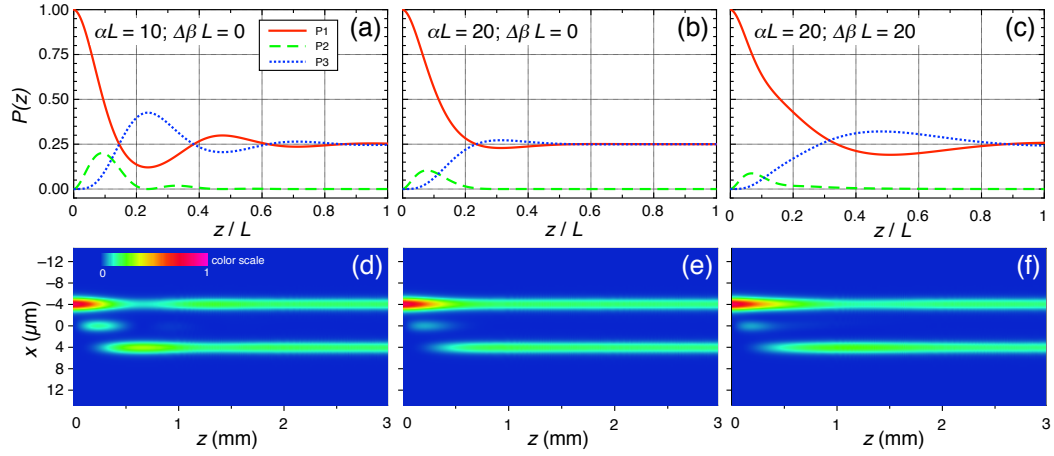 αL = 10; Δβ L = 0 (a)
P1
P2
P3
αL = 20; Δβ L = 0 (b)
αL = 20; Δβ L = 20 (c)
P(z)
1.00
0.75
0.50
0.25
0.00
0 0.2 0.4 0.6 0.8 1
0 0.2 0.4 0.6 0.8 1
0 0.2 0.4 0.6 0.8 1
z / L
z / L
z / L
(d)
0 1 color scale
(e)
(f)
x (μm)
−12
−8
−4
0
4
8
12
0 1 2 3
0 1 2 3
0 1 2 3
z (mm)
z (mm)
z (mm)